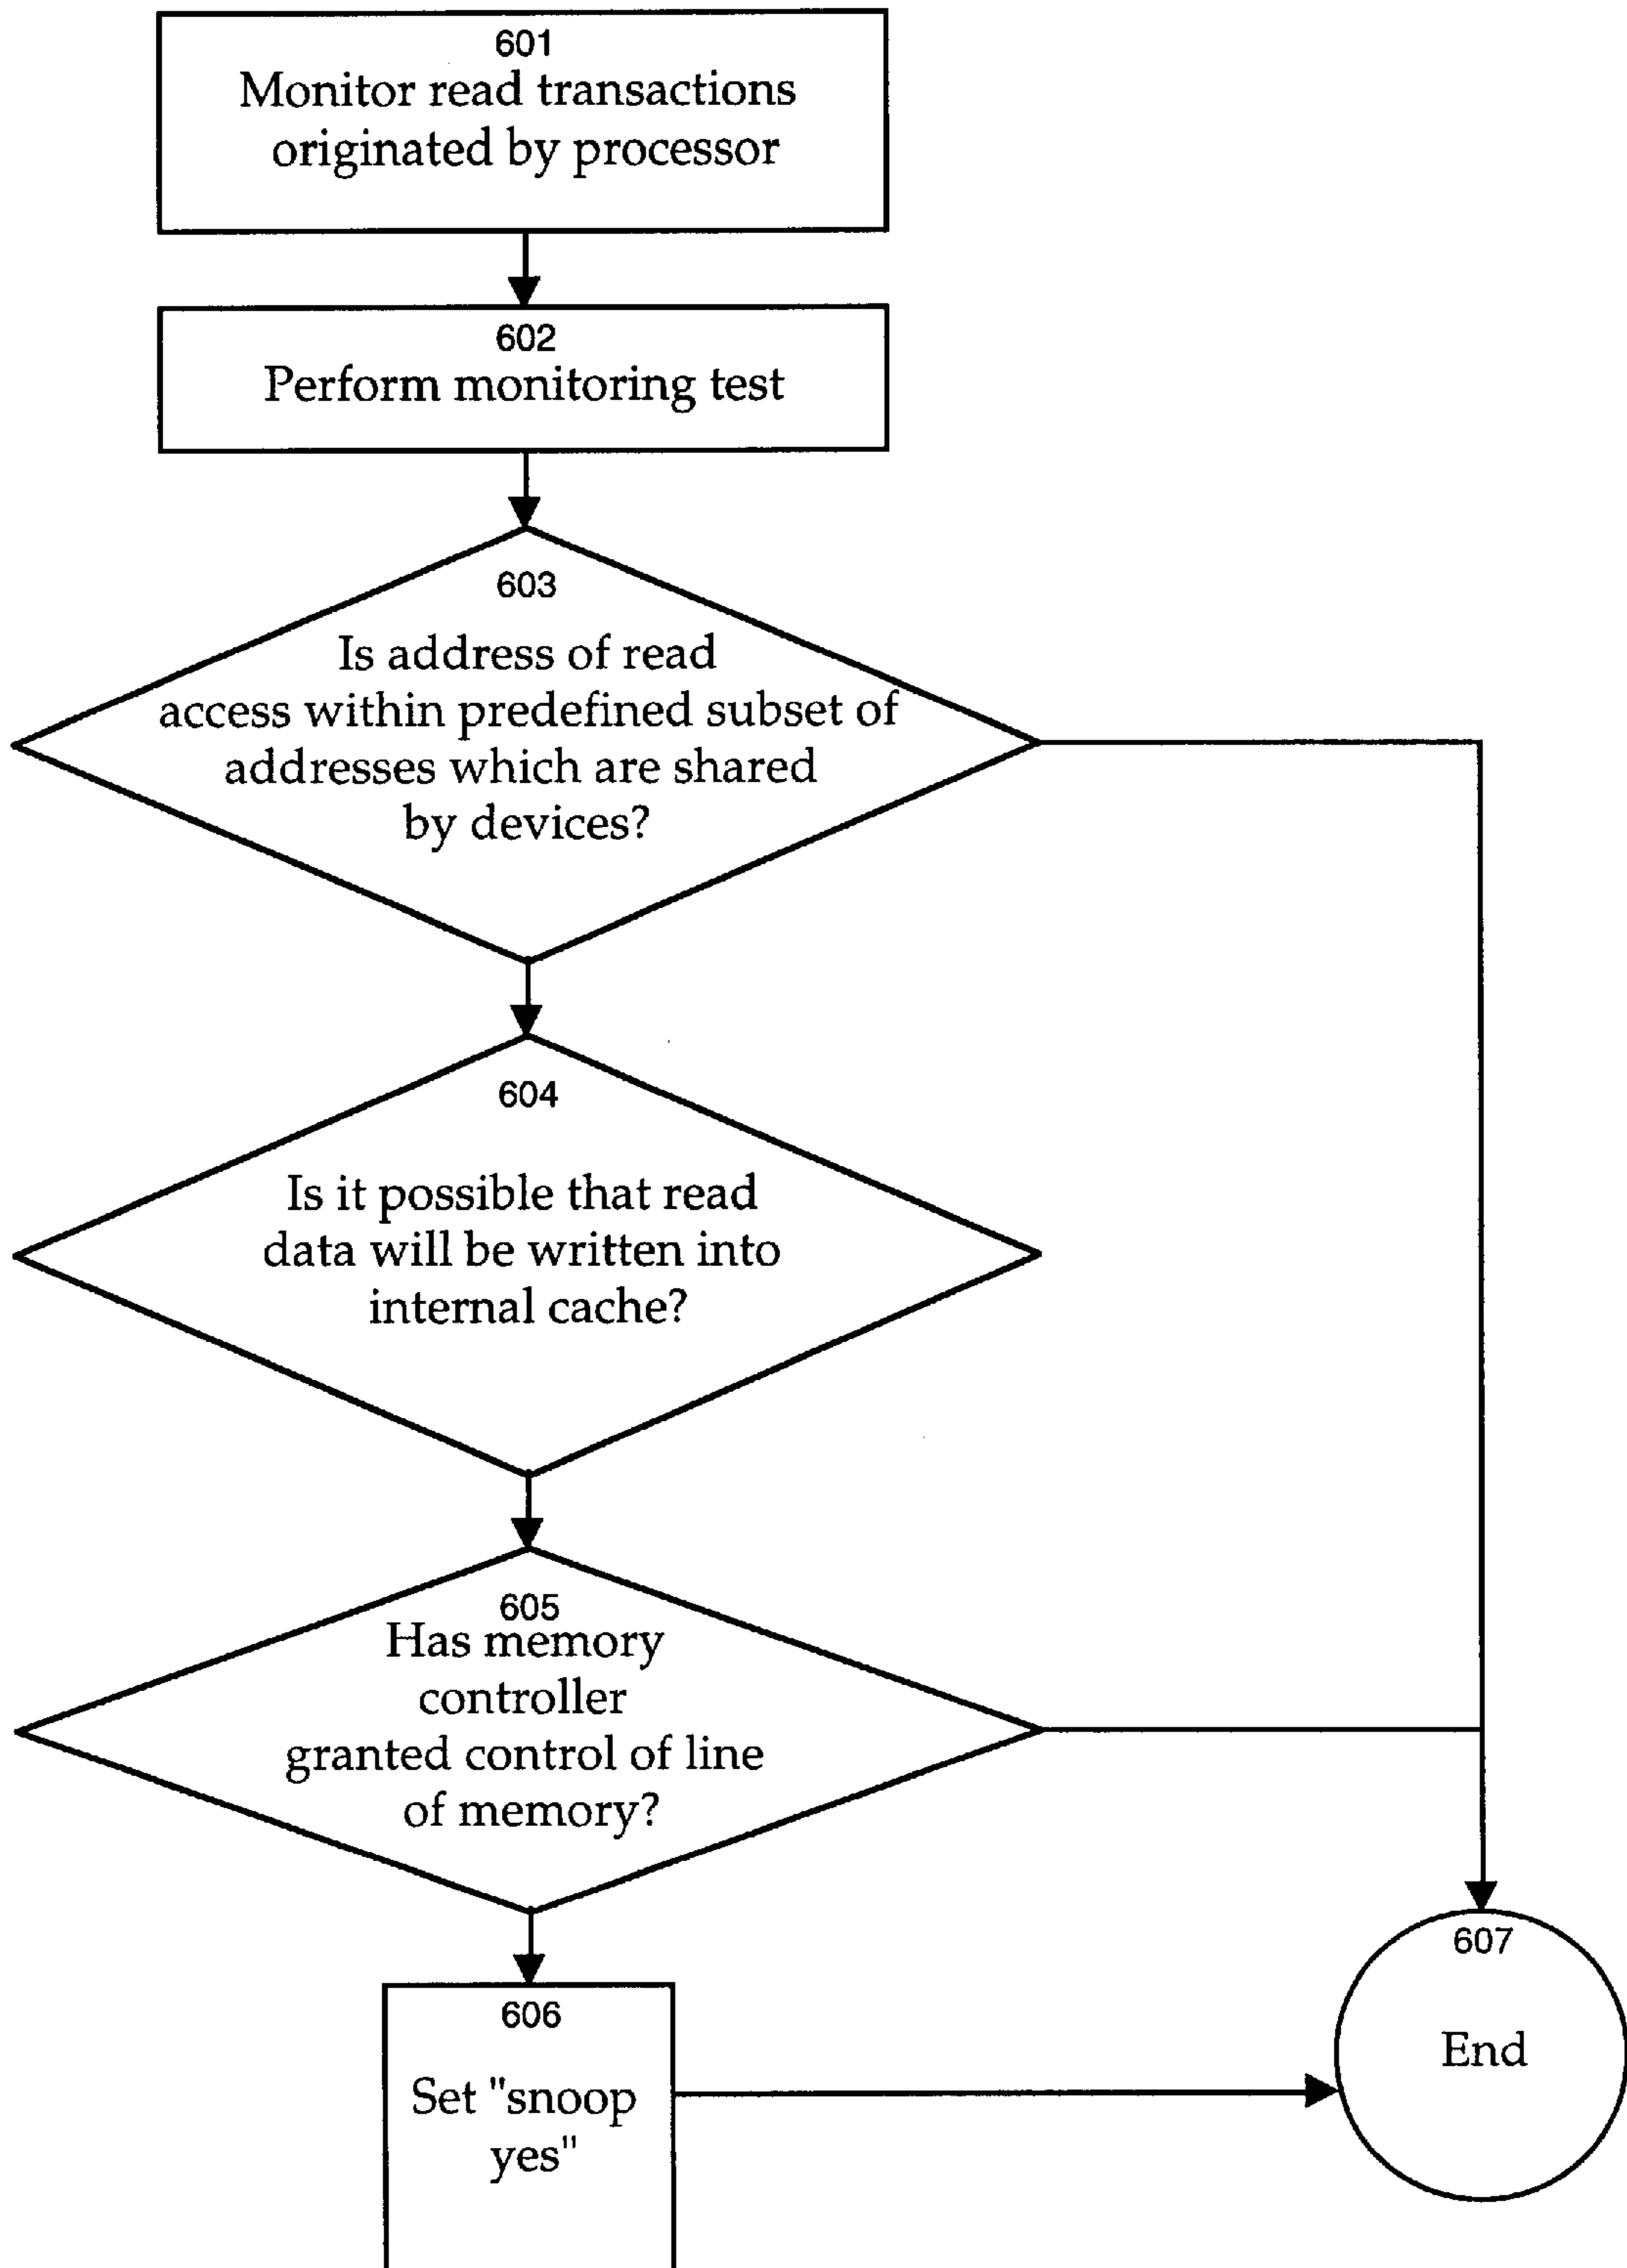 601
Monitor read transactions
originated by processor
602
Perform monitoring test
603
Is address of read
access within predefined subset of
addresses which are shared
by devices?
604
Is it possible that read
data will be written into
internal cache?
605
Has memory
controller
granted control of line
of memory?
606
Set "snoop
yes"
607
End